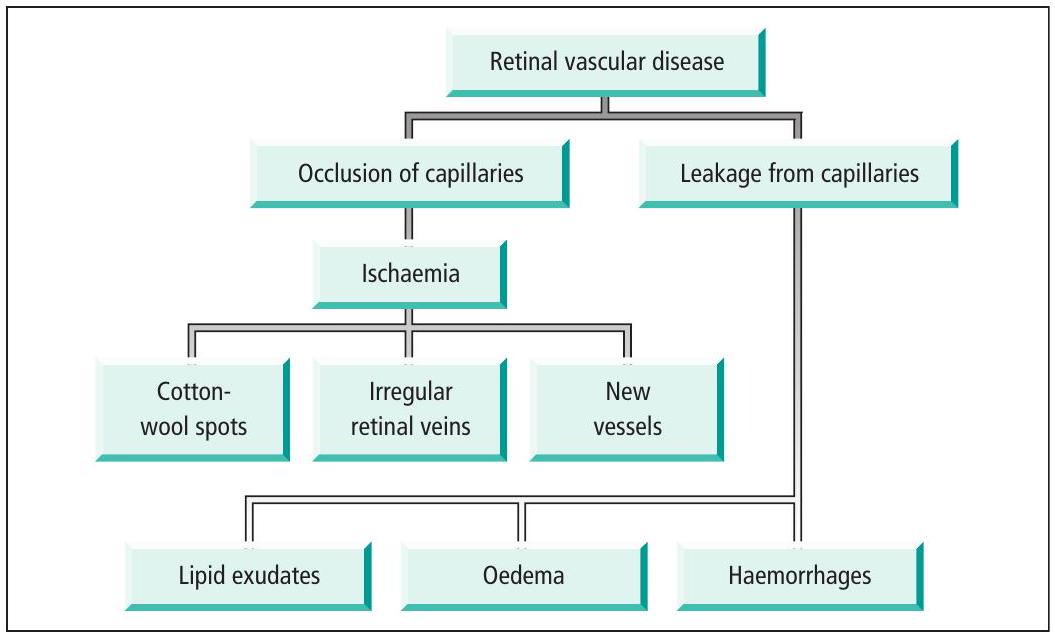 Retinal vascular disease
Occlusion of capillaries
Leakage from capillaries
Ischaemia
Cotton-
wool spots
Irregular
retinal veins
New
vessels
Lipid exudates
Oedema
Haemorrhages